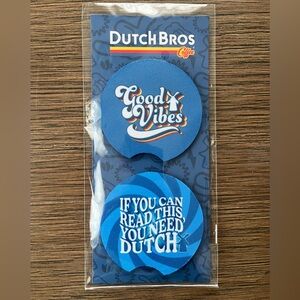 DUTCH BROS
Coffee
Good
Vibes
IF YOU CAN
READ THIS
YOU NEED
DUTCH